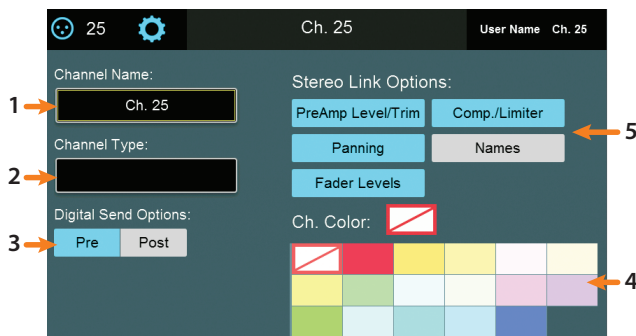 25
Ch. 25
User Name Ch. 25
Channel Name:
Ch. 25
1
Channel Type:
2
Digital Send Options:
Pre
Post
3
Stereo Link Options:
PreAmp Level/Trim
Comp./Limiter
Panning
Names
Fader Levels
5
Ch. Color:
4